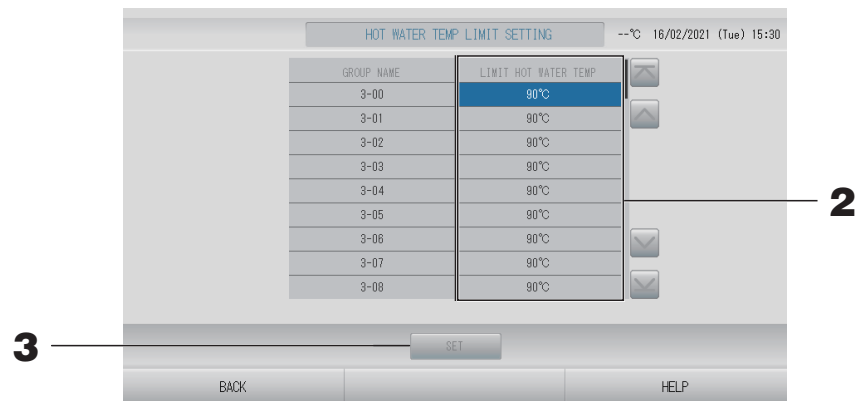 HOT WATER TEMP LIMIT SETTING --℃ 16/02/2021 (Tue) 15:30
GROUP NAME LIMIT HOT WATER TEMP
3-00 90℃
3-01 90℃
3-02 90℃
3-03 90℃
3-04 90℃
3-05 90℃
2
3-06 90℃
3-07 90℃
3-08 90℃
3 SET
BACK HELP